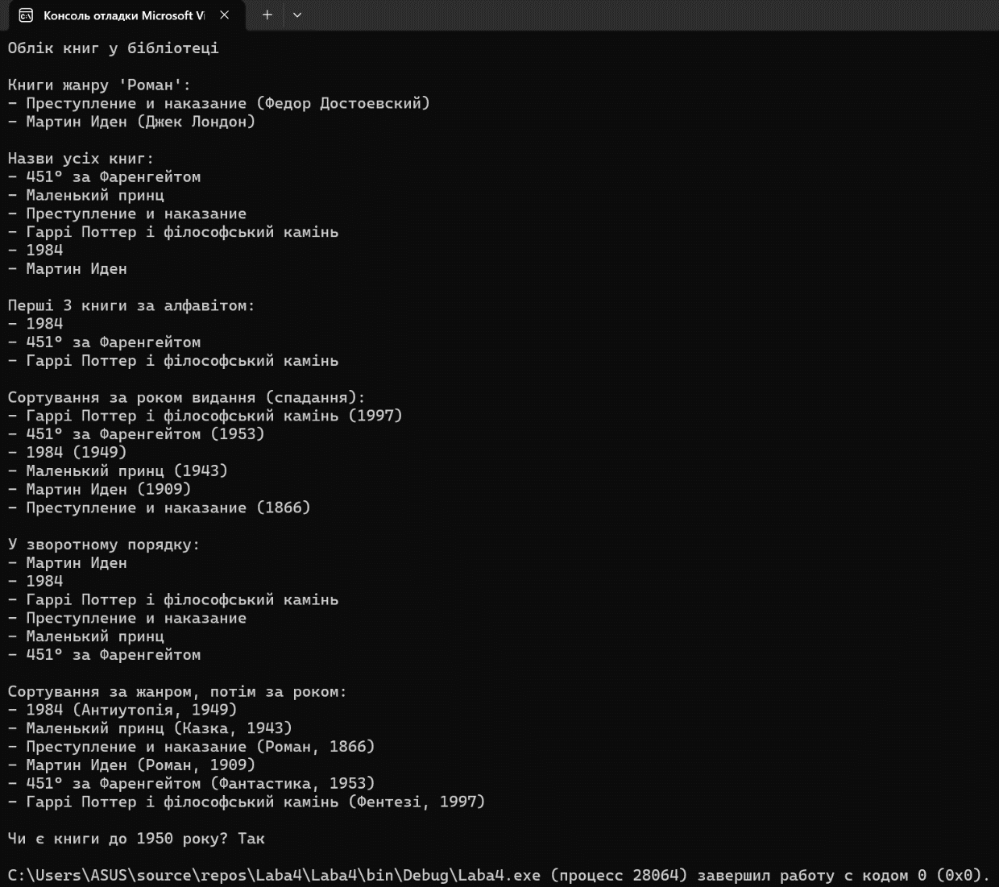 Консоль отладки Microsoft Vi
Облік книг у бібліотеці
Книги жанру 'Роман':
- Преступление и наказание (Федор Достоевский)
- Мартин Иден (Джек Лондон)
Назви усіх книг:
- 451° за Фаренгейтом
- Маленький принц
- Преступление и наказание
- Гаррі Поттер і філософський камінь
- 1984
- Мартин Иден
Перші 3 книги за алфавітом:
- 1984
- 451° за Фаренгейтом
- Гаррі Поттер і філософський камінь
Сортування за роком видання (спадання):
- Гаррі Поттер і філософський камінь (1997)
- 451° за Фаренгейтом (1953)
- 1984 (1949)
- Маленький принц (1943)
- Мартин Иден (1909)
- Преступление и наказание (1866)
У зворотному порядку:
- Мартин Иден
- 1984
- Гаррі Поттер і філософський камінь
- Преступление и наказание
- Маленький принц
- 451° за Фаренгейтом
Сортування за жанром, потім за роком:
- 1984 (Антиутопія, 1949)
- Маленький принц (Казка, 1943)
- Преступление и наказание (Роман, 1866)
- Мартин Иден (Роман, 1909)
- 451° за Фаренгейтом (Фантастика, 1953)
- Гаррі Поттер і філософський камінь (Фентезі, 1997)
Чи є книги до 1950 року? Так
C:\Users\ASUS\source\repos\Laba4\Laba4\bin\Debug\Laba4.exe (процесс 28064) завершил работу с кодом 0 (0x0).